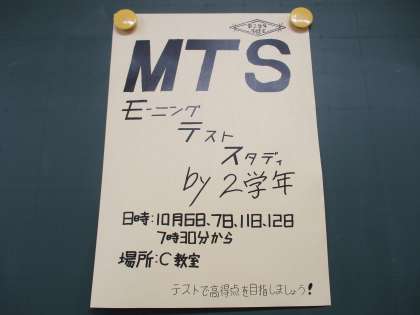 MTS
モーニング
テスト
スタディ
by 2学年
日時:10月6日、7日、11日、12日
7時30分から
場所:C教室
テストで高得点を目指しましょう!